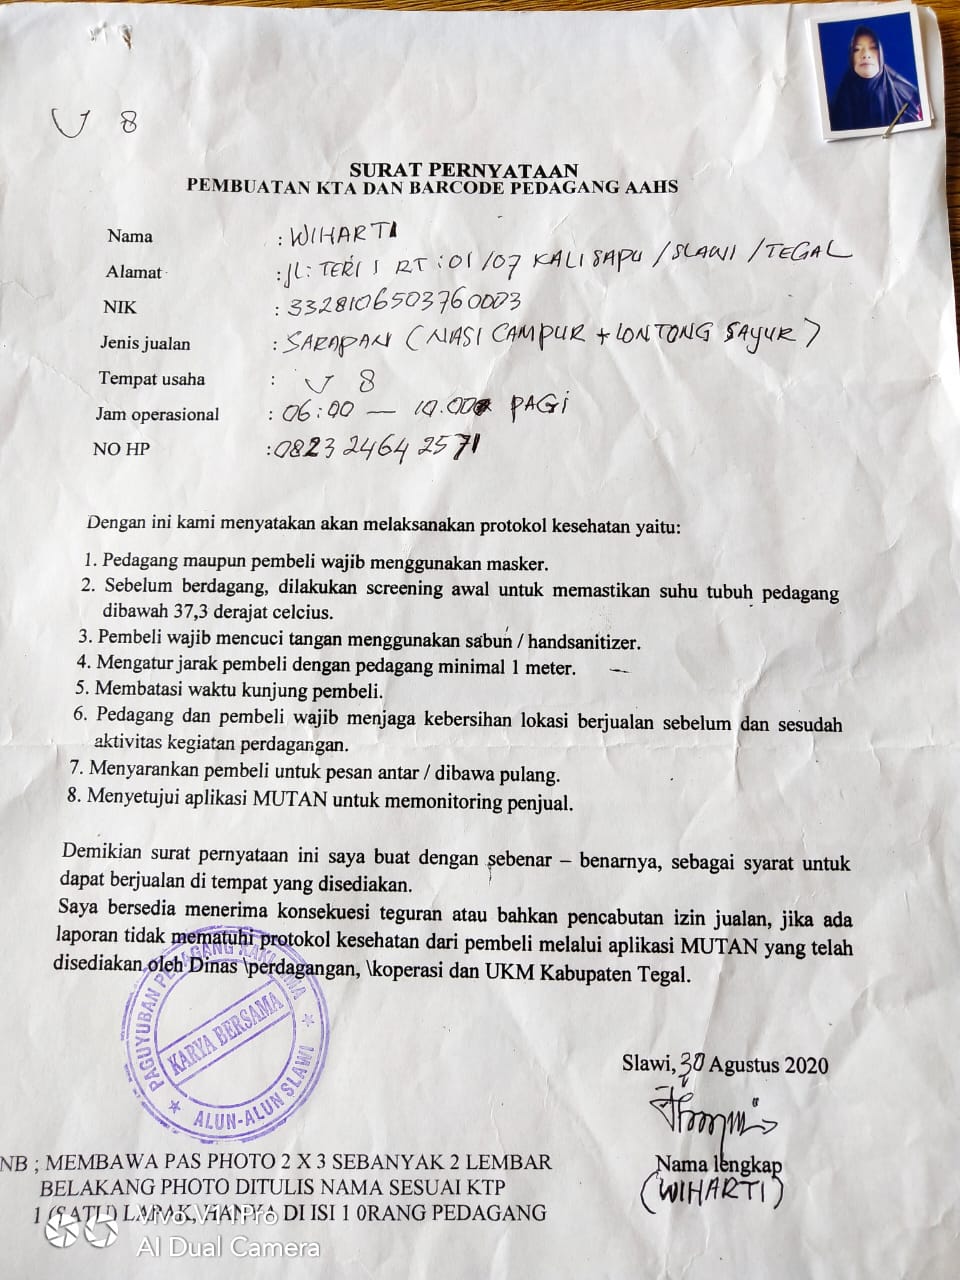 V 8
SURAT PERNYATAAN
PEMBUATAN KTA DAN BARCODE PEDAGANG AAHS
Nama : WIHARTI
Alamat : JL: TERI 1 RT : 01 /07 KALISAPU /SLAWI /TEGAL
NIK : 3328106503760003
Jenis jualan : SARAPAN (NASI CAMPUR + LONTONG SAYUR)
Tempat usaha : V 8
Jam operasional : 06:00 — 10.00 PAGI
NO HP : 0823 2464 2571
Dengan ini kami menyatakan akan melaksanakan protokol kesehatan yaitu:
1. Pedagang maupun pembeli wajib menggunakan masker.
2. Sebelum berdagang, dilakukan screening awal untuk memastikan suhu tubuh pedagang
dibawah 37,3 derajat celcius.
3. Pembeli wajib mencuci tangan menggunakan sabun / handsanitizer.
4. Mengatur jarak pembeli dengan pedagang minimal 1 meter.
5. Membatasi waktu kunjung pembeli.
6. Pedagang dan pembeli wajib menjaga kebersihan lokasi berjualan sebelum dan sesudah
aktivitas kegiatan perdagangan.
7. Menyarankan pembeli untuk pesan antar / dibawa pulang.
8. Menyetujui aplikasi MUTAN untuk memonitoring penjual.
Demikian surat pernyataan ini saya buat dengan sebenar – benarnya, sebagai syarat untuk
dapat berjualan di tempat yang disediakan.
Saya bersedia menerima konsekuesi teguran atau bahkan pencabutan izin jualan, jika ada
laporan tidak mematuhi protokol kesehatan dari pembeli melalui aplikasi MUTAN yang telah
disediakan oleh Dinas \perdagangan, \koperasi dan UKM Kabupaten Tegal.
PAGUYUBAN PEDAGANG KAKI LIMA
KARYA BERSAMA
ALUN-ALUN SLAWI
Slawi, 30 Agustus 2020
Nama lengkap
(WIHARTI)
NB ; MEMBAWA PAS PHOTO 2 X 3 SEBANYAK 2 LEMBAR
BELAKANG PHOTO DITULIS NAMA SESUAI KTP
1 (SATU) LAPAK, HANYA DI ISI 1 0RANG PEDAGANG
Vivo V11Pro
AI Dual Camera